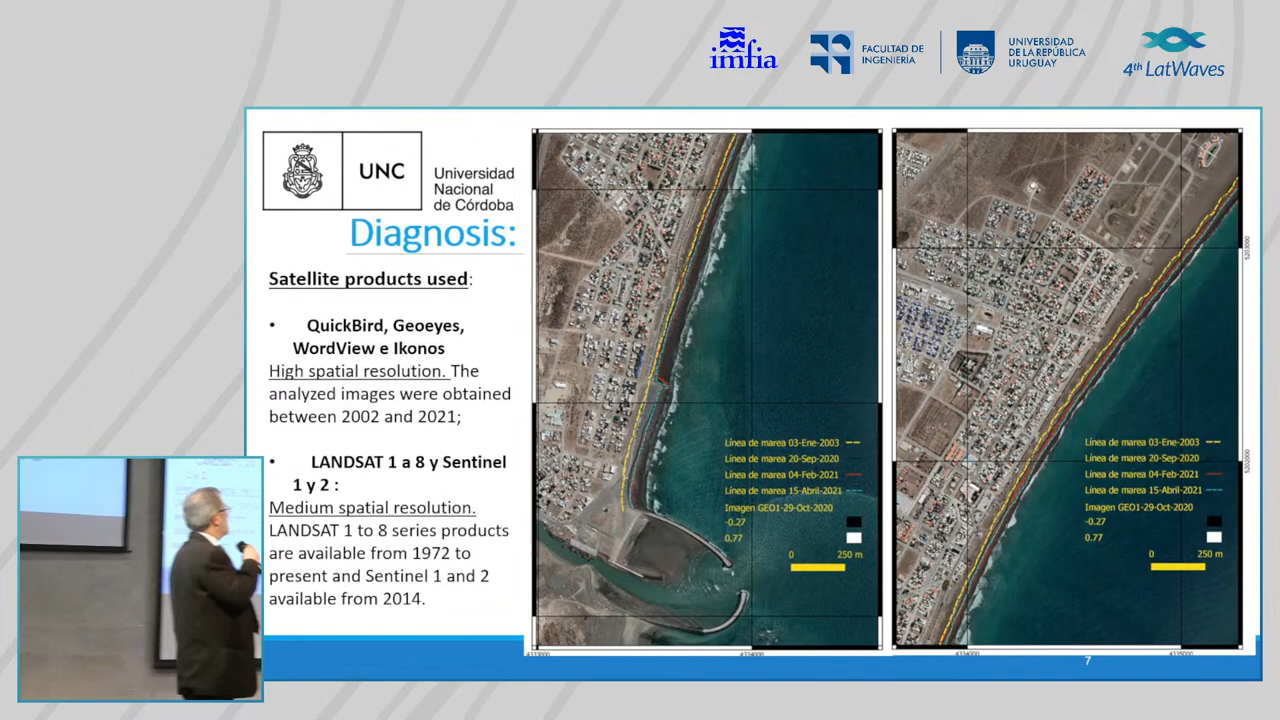 imfia
FACULTAD DE
INGENIERÍA
UNIVERSIDAD
DE LA REPÚBLICA
URUGUAY
4th LatWaves
UNC
Universidad
Nacional
de Córdoba
Diagnosis:
Satellite products used:
• QuickBird, Geoeyes,
WordView e Ikonos
High spatial resolution. The
analyzed images were obtained
between 2002 and 2021;
• LANDSAT 1 a 8 y Sentinel
1 y 2 :
Medium spatial resolution.
LANDSAT 1 to 8 series products
are available from 1972 to
present and Sentinel 1 and 2
available from 2014.
Línea de marea 03-Ene-2003
Línea de marea 20-Sep-2020
Línea de marea 04-Feb-2021
Línea de marea 15-Abril-2021
Imagen GEO1-29-Oct-2020
-0.27
0.77
0 250 m
4333000 4334000
Línea de marea 03-Ene-2003
Línea de marea 20-Sep-2020
Línea de marea 04-Feb-2021
Línea de marea 15-Abril-2021
Imagen GEO1-29-Oct-2020
-0.27
0.77
0 250 m
5203000
5202000
4334000 4335000
7